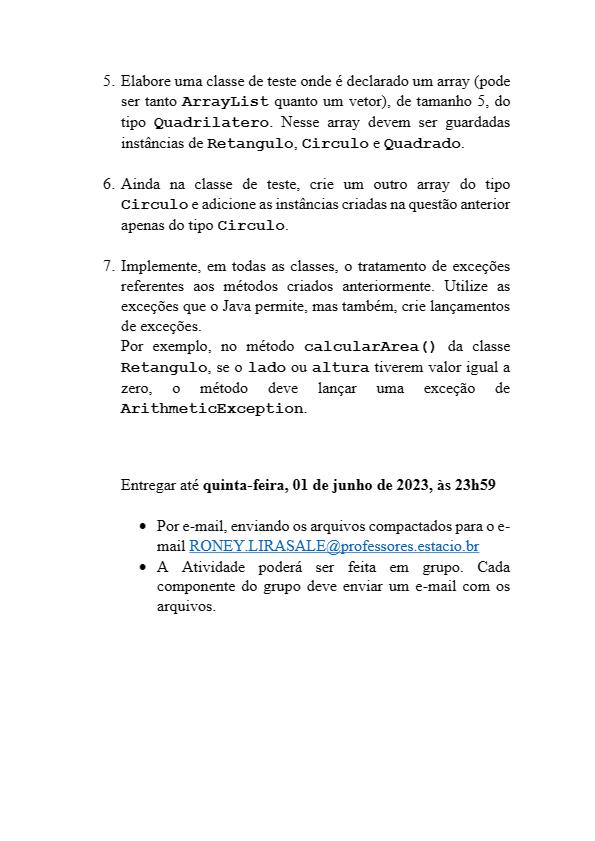 5. Elabore uma classe de teste onde é declarado um array (pode
ser tanto ArrayList quanto um vetor), de tamanho 5, do
tipo Quadrilatero. Nesse array devem ser guardadas
instâncias de Retangulo, Circulo e Quadrado.
6. Ainda na classe de teste, crie um outro array do tipo
Circulo e adicione as instâncias criadas na questão anterior
apenas do tipo Circulo.
7. Implemente, em todas as classes, o tratamento de exceções
referentes aos métodos criados anteriormente. Utilize as
exceções que o Java permite, mas também, crie lançamentos
de exceções.
Por exemplo, no método calcularArea() da classe
Retangulo, se o lado ou altura tiverem valor igual a
zero, o método deve lançar uma exceção de
ArithmeticException.
Entregar até quinta-feira, 01 de junho de 2023, às 23h59
• Por e-mail, enviando os arquivos compactados para o e-
mail RONEY.LIRASALE@professores.estacio.br
• A Atividade poderá ser feita em grupo. Cada
componente do grupo deve enviar um e-mail com os
arquivos.